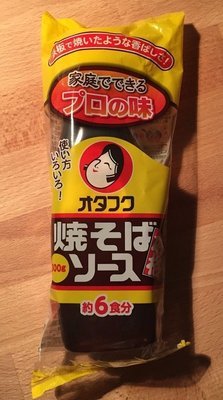 板で焼いたような香ばしさ!
家庭でできる
プロの味
使い方
いろいろ!
オタフク
焼そば
ソース
00g
約6食分